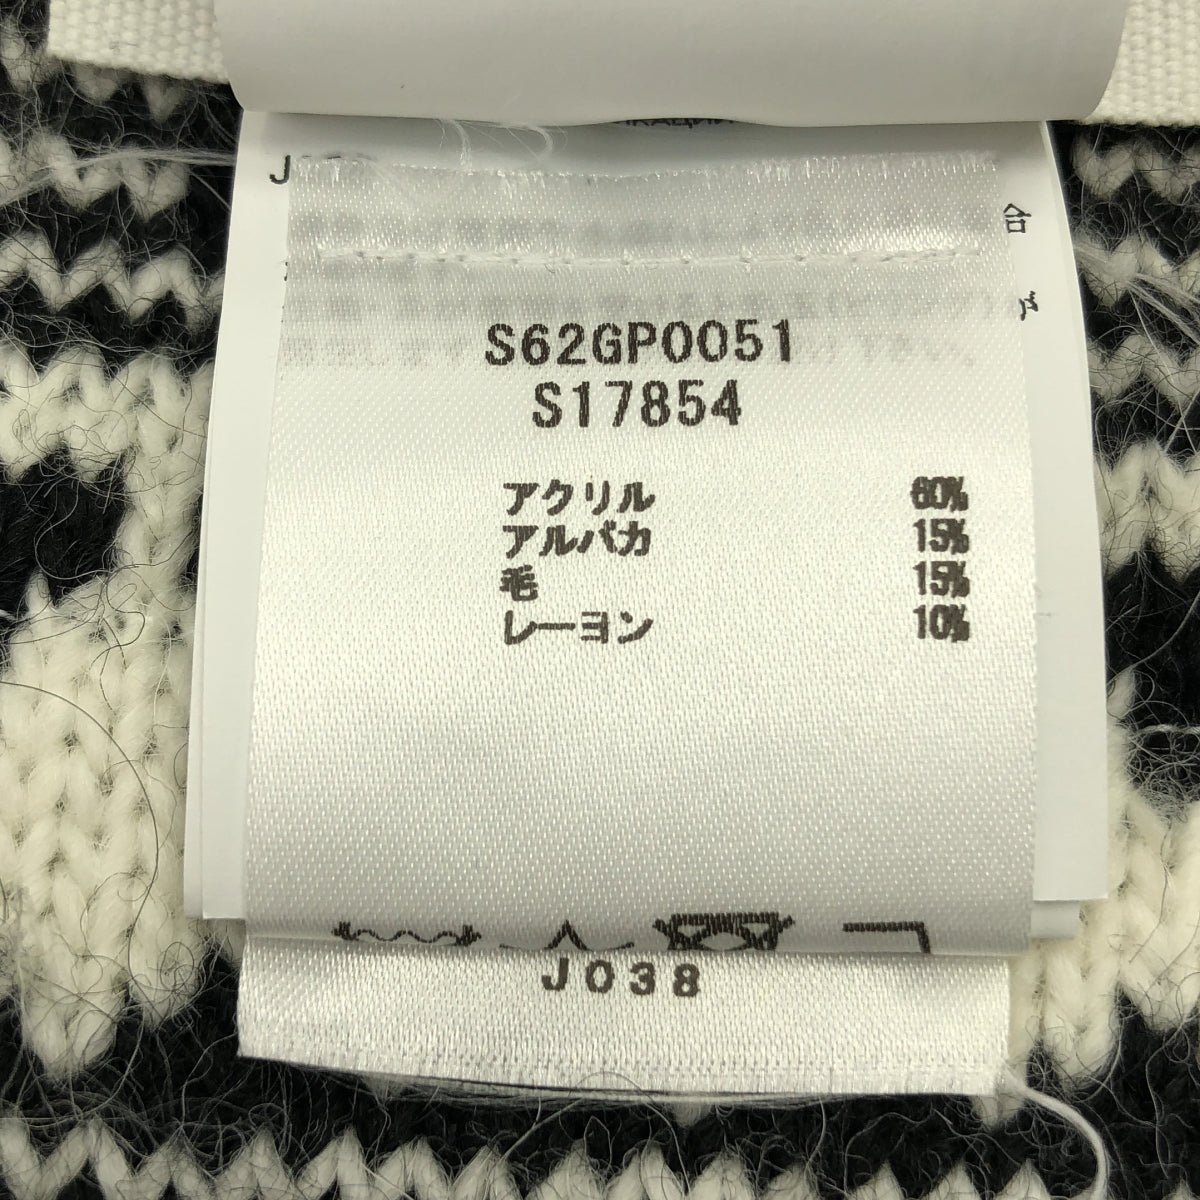 J
合
S62GP0051
S17854
アクリル 60%
アルパカ 15%
毛 15%
レーヨン 10%
J038